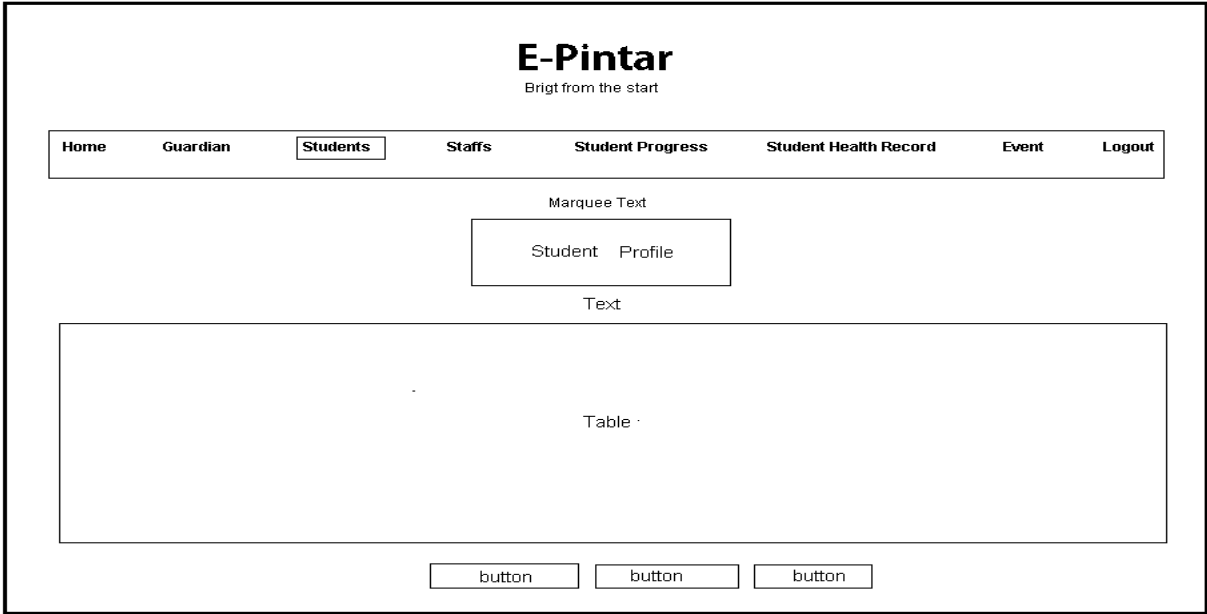 E-Pintar
Brigt from the start
Home Guardian Students Staffs Student Progress Student Health Record Event Logout
Marquee Text
Student Profile
Text
Table
button button button